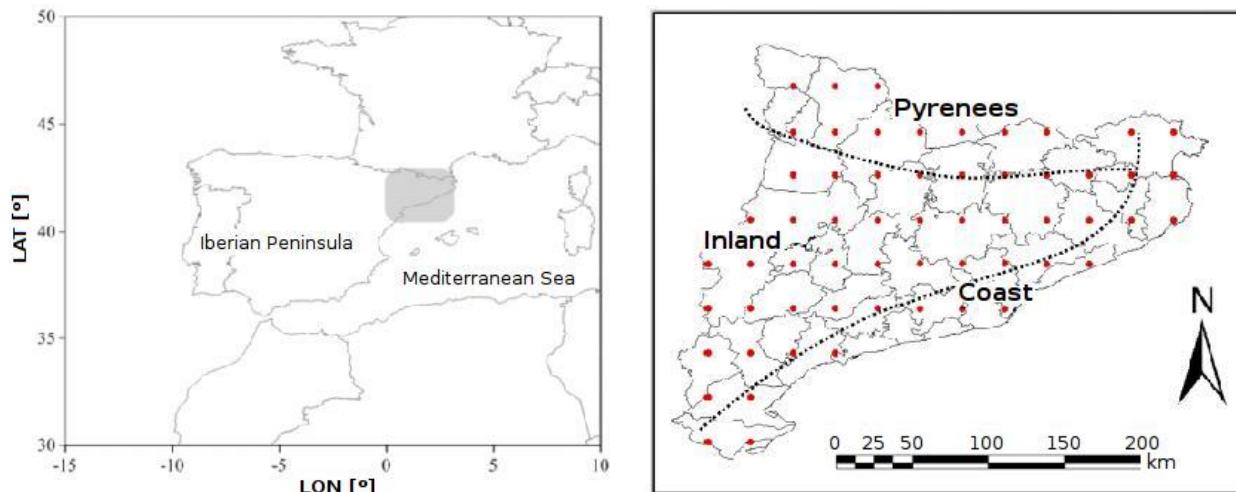 50
45
LAT [º]
40
35
30
Iberian Peninsula
Mediterranean Sea
-15 -10 -5 0 5 10
LON [º]
Pyrenees
Inland
Coast
N
0 25 50 100 150 200
km